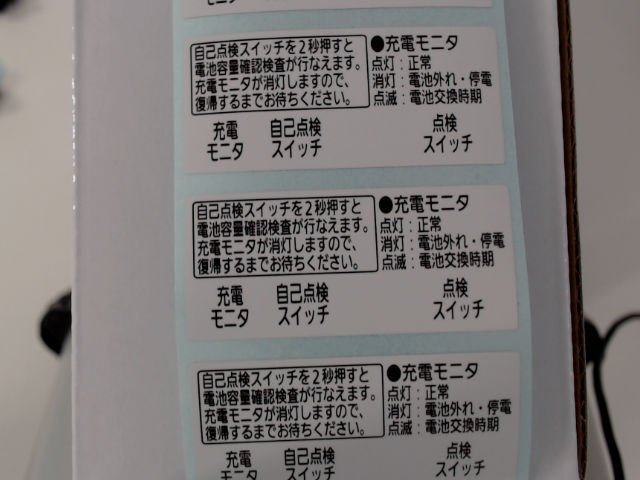 モニタ
スイッチ
スイッチ
自己点検スイッチを2秒押すと
電池容量確認検査が行なえます。
充電モニタが消灯しますので、
復帰するまでお待ちください。
●充電モニタ
点灯：正常
消灯：電池外れ・停電
点滅：電池交換時期
充電 自己点検 点検
モニタ スイッチ スイッチ
自己点検スイッチを2秒押すと
電池容量確認検査が行なえます。
充電モニタが消灯しますので、
復帰するまでお待ちください。
●充電モニタ
点灯：正常
消灯：電池外れ・停電
点滅：電池交換時期
充電 自己点検 点検
モニタ スイッチ スイッチ
自己点検スイッチを2秒押すと
電池容量確認検査が行なえます。
充電モニタが消灯しますので、
復帰するまでお待ちください。
●充電モニタ
点灯：正常
消灯：電池外れ・停電
点滅：電池交換時期
充電 自己点検 点検
モニタ スイッチ スイッチ